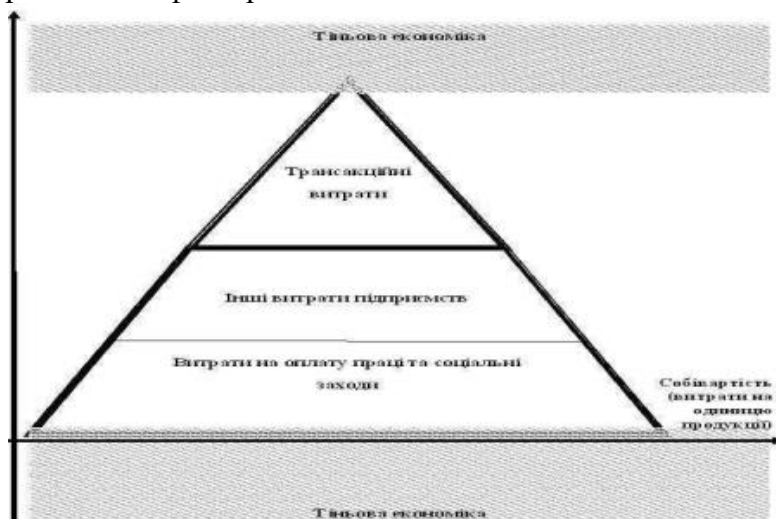 Тіньова економіка
Трансакційні
витрати
Інші витрати підприємств
Витрати на оплату праці та соціальні
заходи
Собівартість
(витрати на
одиницю
продукції)
Тіньова економіка